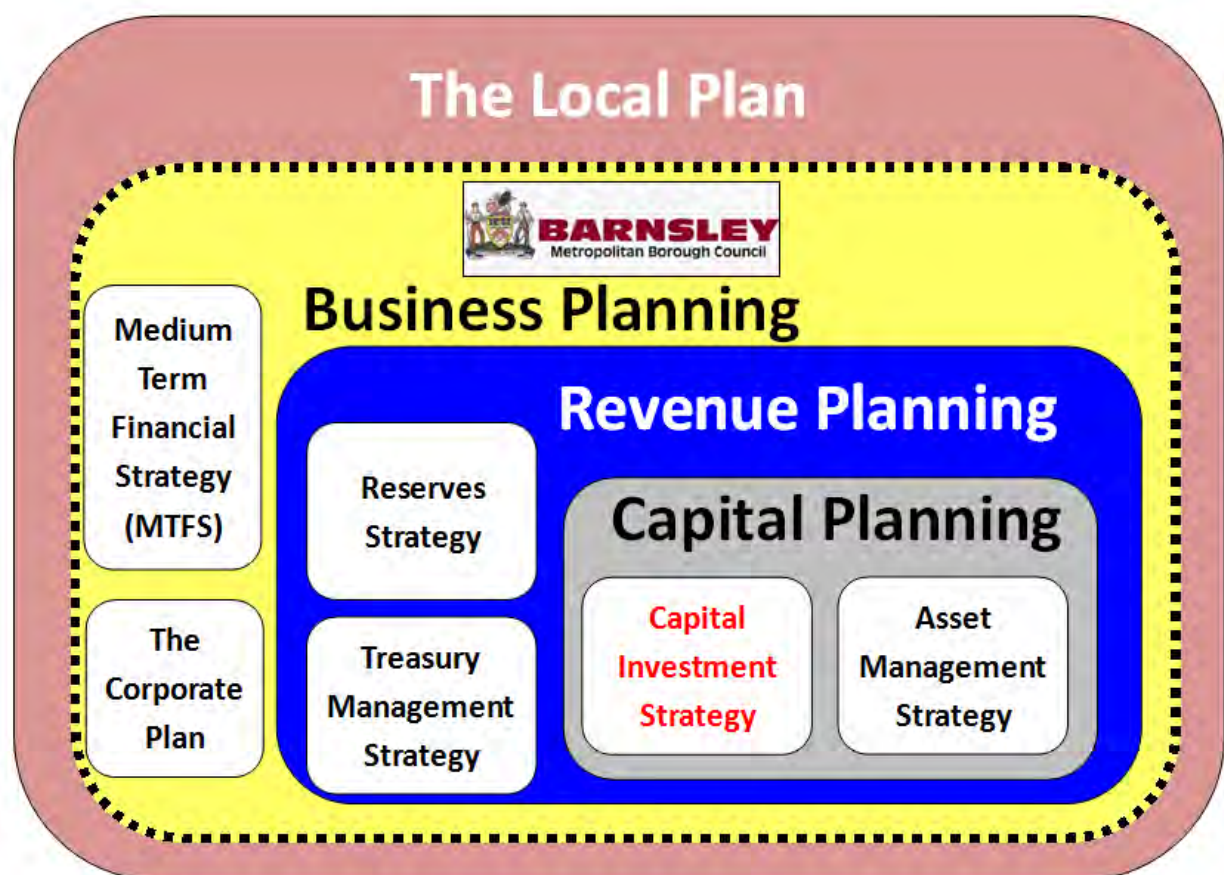 The Local Plan
BARNSLEY
Metropolitan Borough Council
Business Planning
Medium
Term
Financial
Strategy
(MTFS)
The
Corporate
Plan
Revenue Planning
Reserves
Strategy
Treasury
Management
Strategy
Capital Planning
Capital
Investment
Strategy
Asset
Management
Strategy